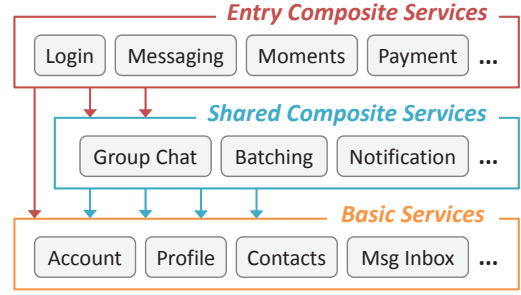 Entry Composite Services
Login Messaging Moments Payment ...
Shared Composite Services
Group Chat Batching Notification ...
Basic Services
Account Profile Contacts Msg Inbox ...